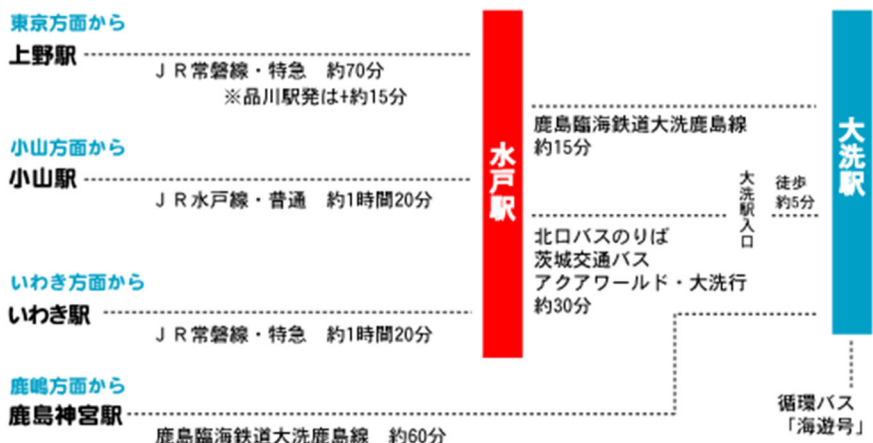 東京方面から
上野駅
ＪＲ常磐線・特急　約70分
※品川駅発は+約15分
小山方面から
小山駅
ＪＲ水戸線・普通　約1時間20分
いわき方面から
いわき駅
ＪＲ常磐線・特急　約1時間20分
鹿嶋方面から
鹿島神宮駅
鹿島臨海鉄道大洗鹿島線　約60分
水戸駅
鹿島臨海鉄道大洗鹿島線
約15分
北口バスのりば
茨城交通バス
アクアワールド・大洗行
約30分
大洗駅入口
徒歩
約5分
大洗駅
循環バス
「海遊号」